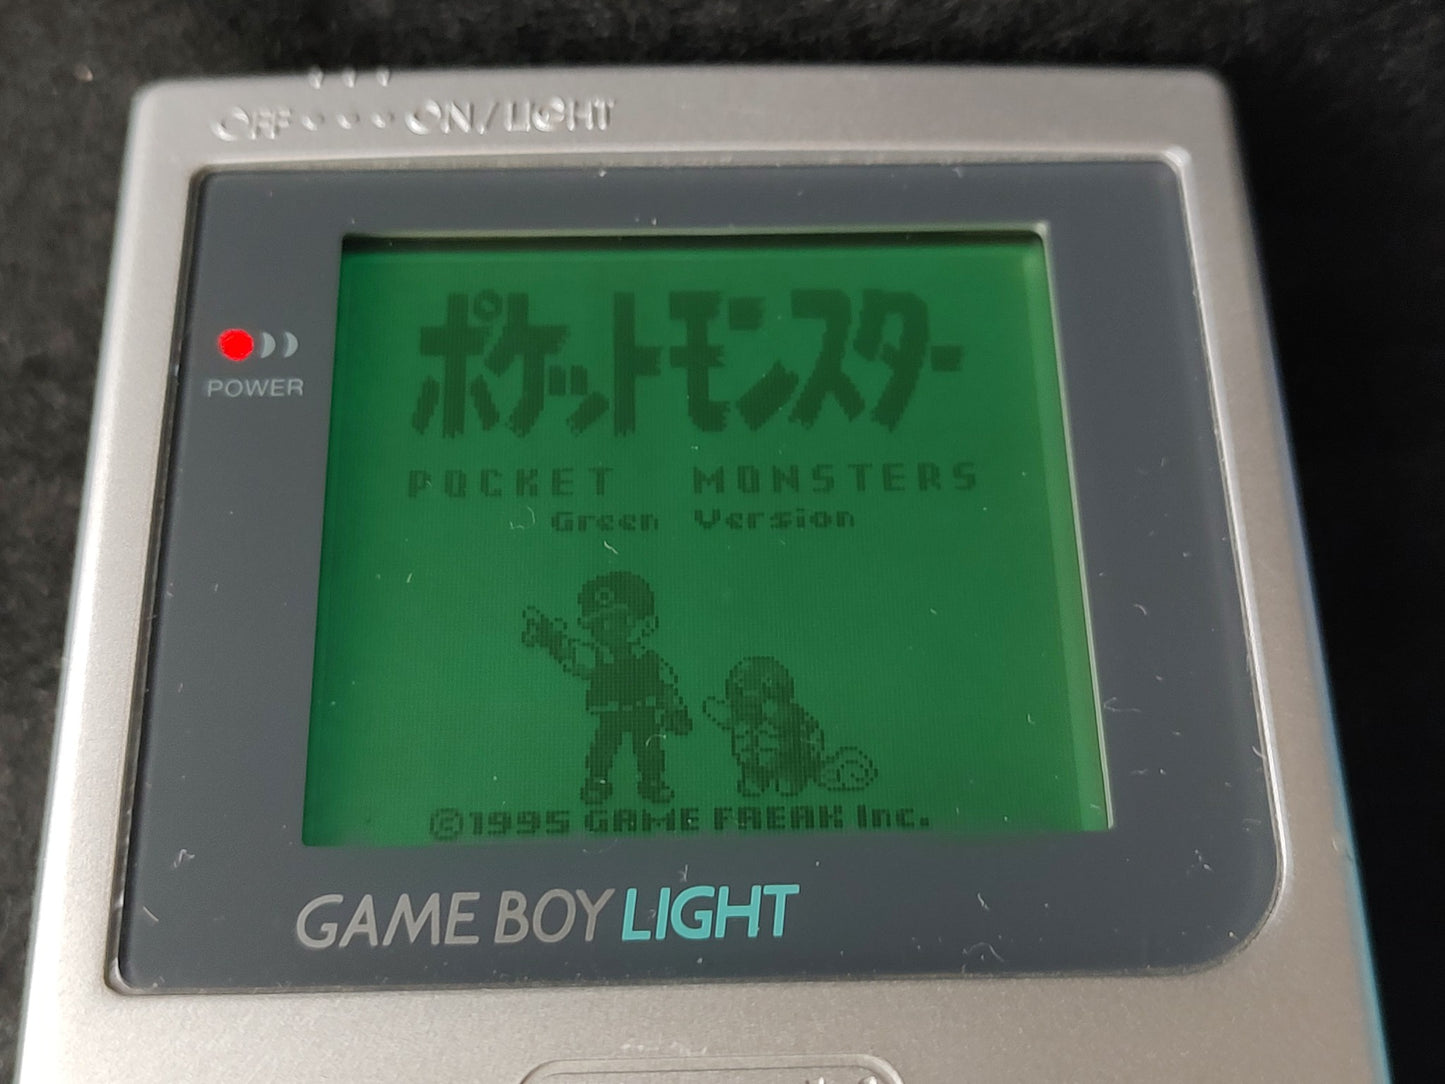 OFF ・・・ ON/LIGHT
POWER
ポケットモンスター
POCKET MONSTERS
Green Version
©1995 GAME FREAK Inc.
GAME BOY LIGHT